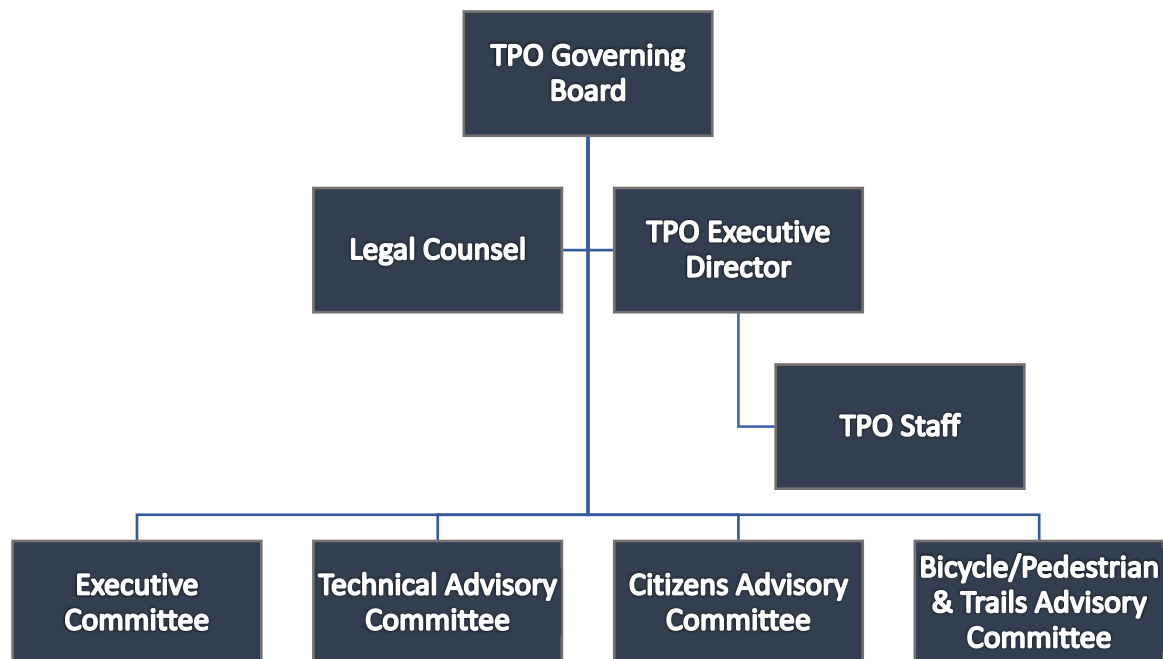 TPO Governing
Board
Legal Counsel
TPO Executive
Director
TPO Staff
Executive
Committee
Technical Advisory
Committee
Citizens Advisory
Committee
Bicycle/Pedestrian
& Trails Advisory
Committee